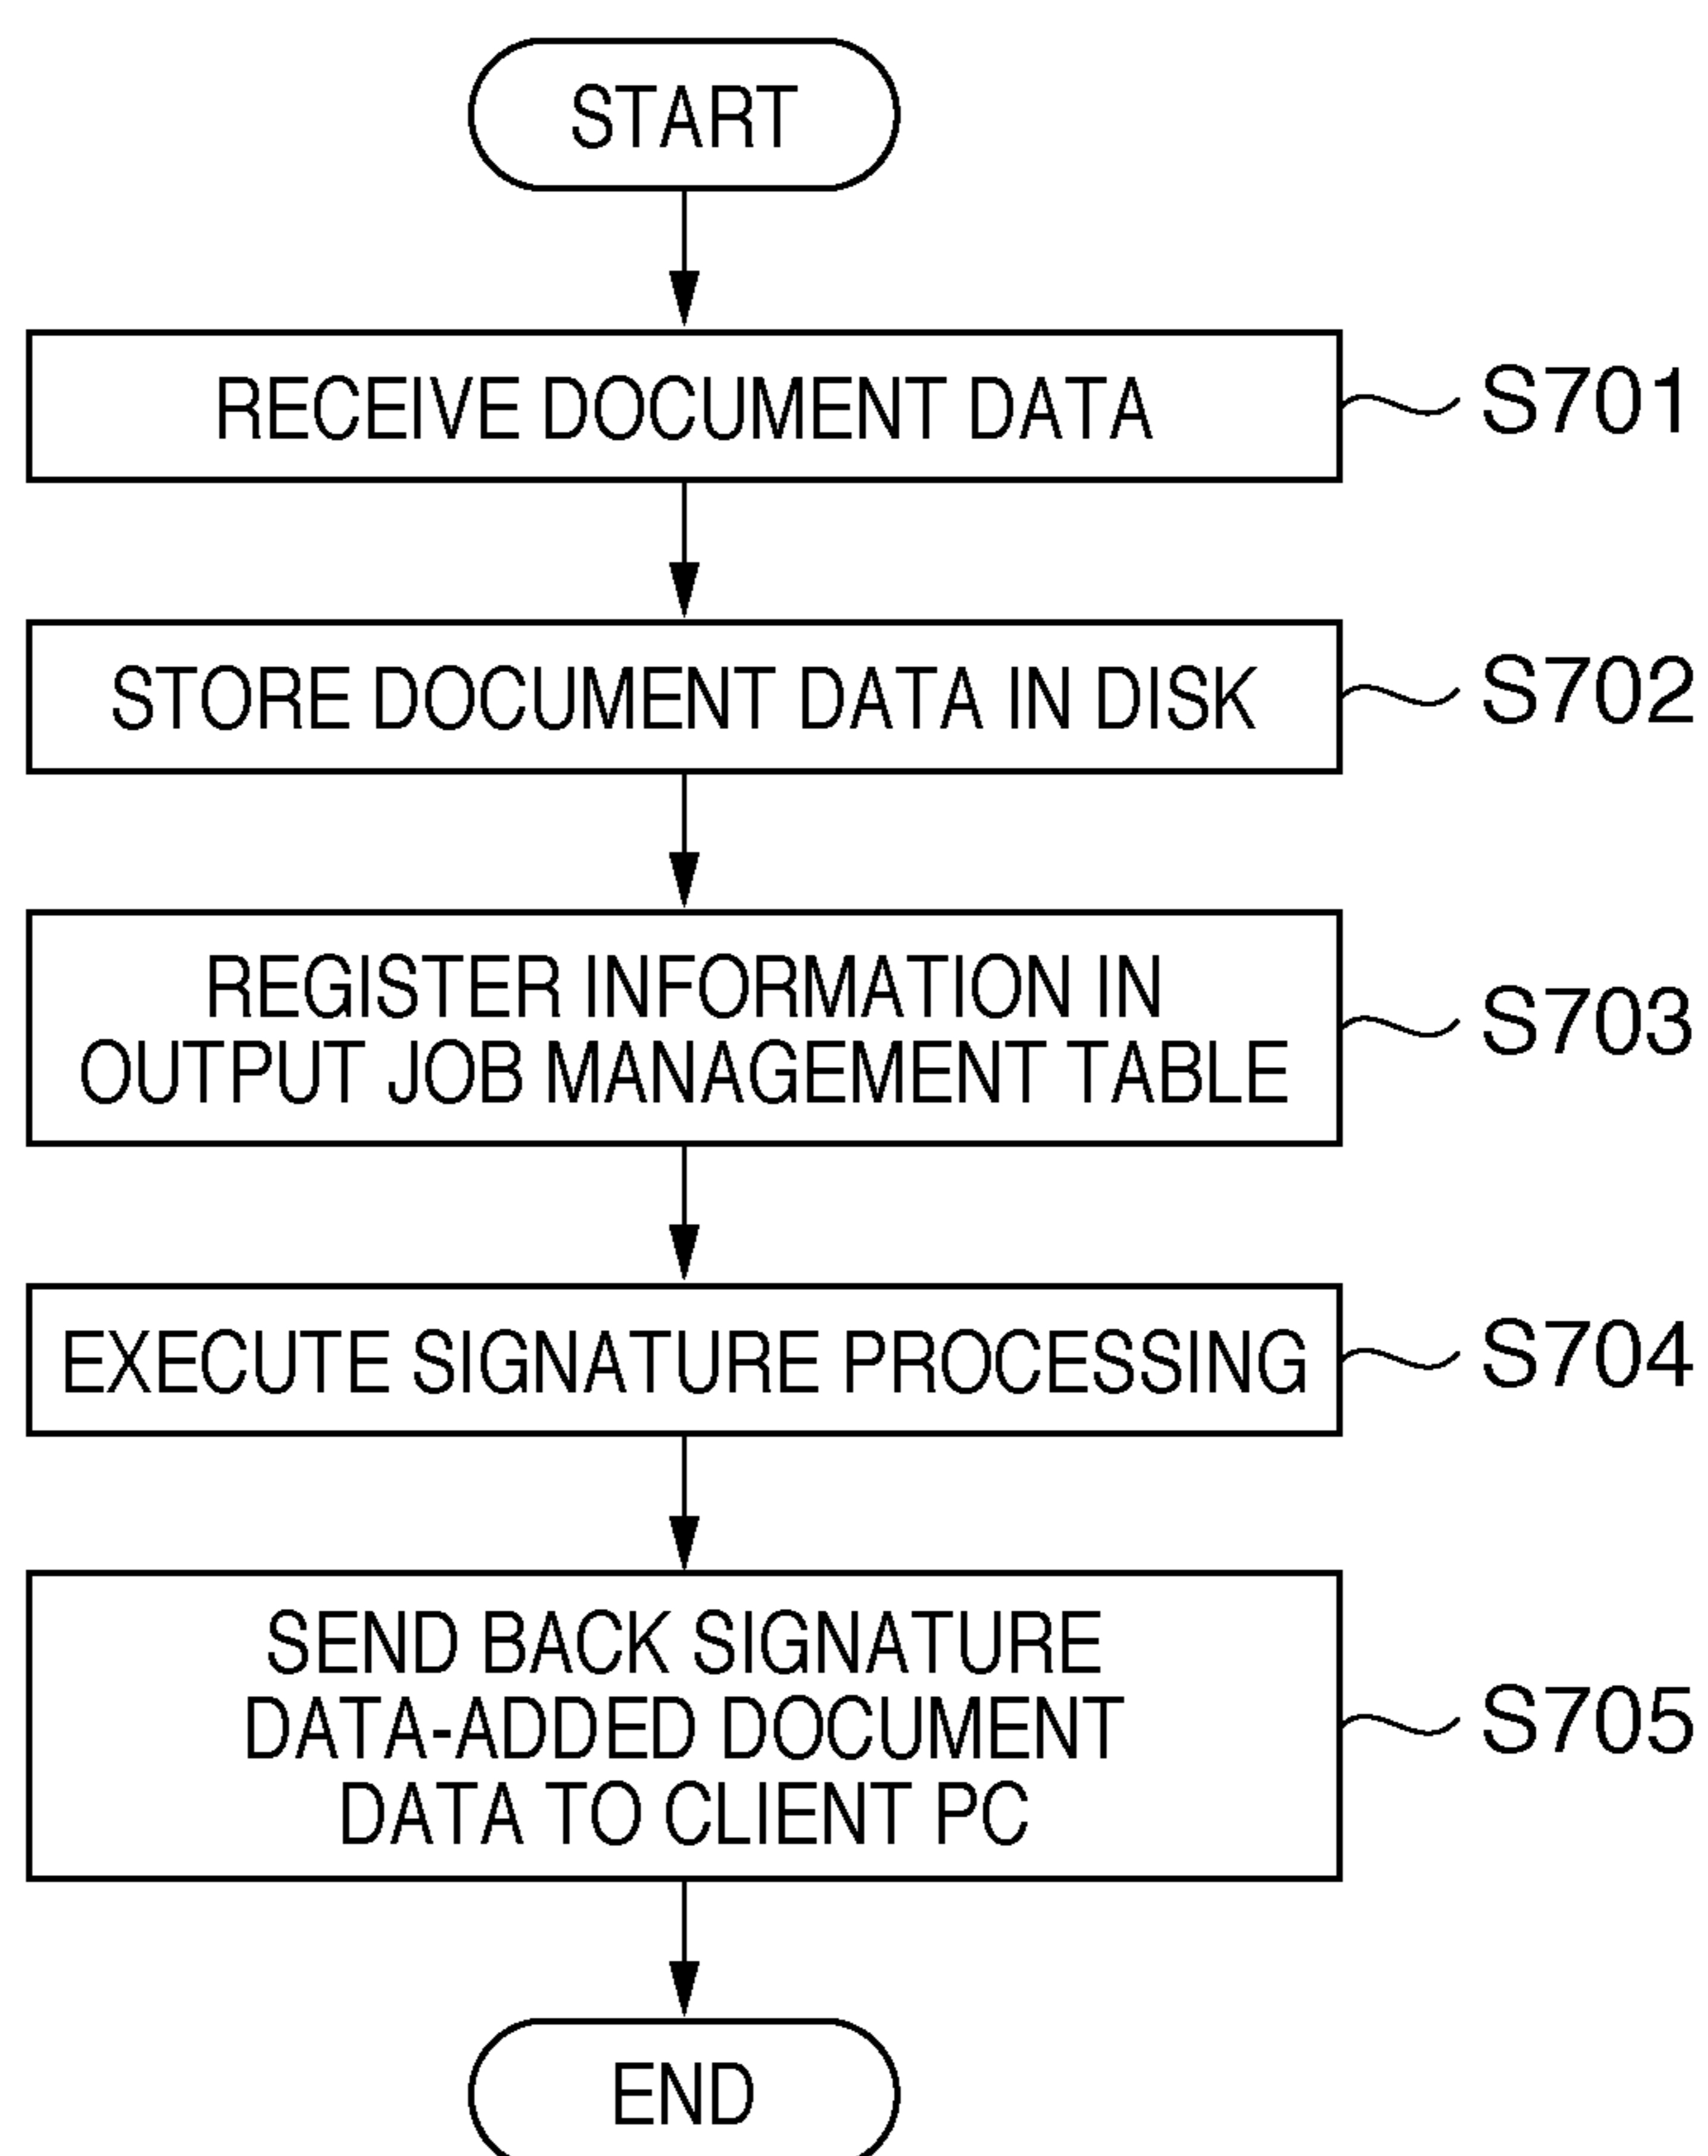 START
RECEIVE DOCUMENT DATA
S701
STORE DOCUMENT DATA IN DISK
S702
REGISTER INFORMATION IN
OUTPUT JOB MANAGEMENT TABLE
S703
EXECUTE SIGNATURE PROCESSING
S704
SEND BACK SIGNATURE
DATA-ADDED DOCUMENT
DATA TO CLIENT PC
S705
END